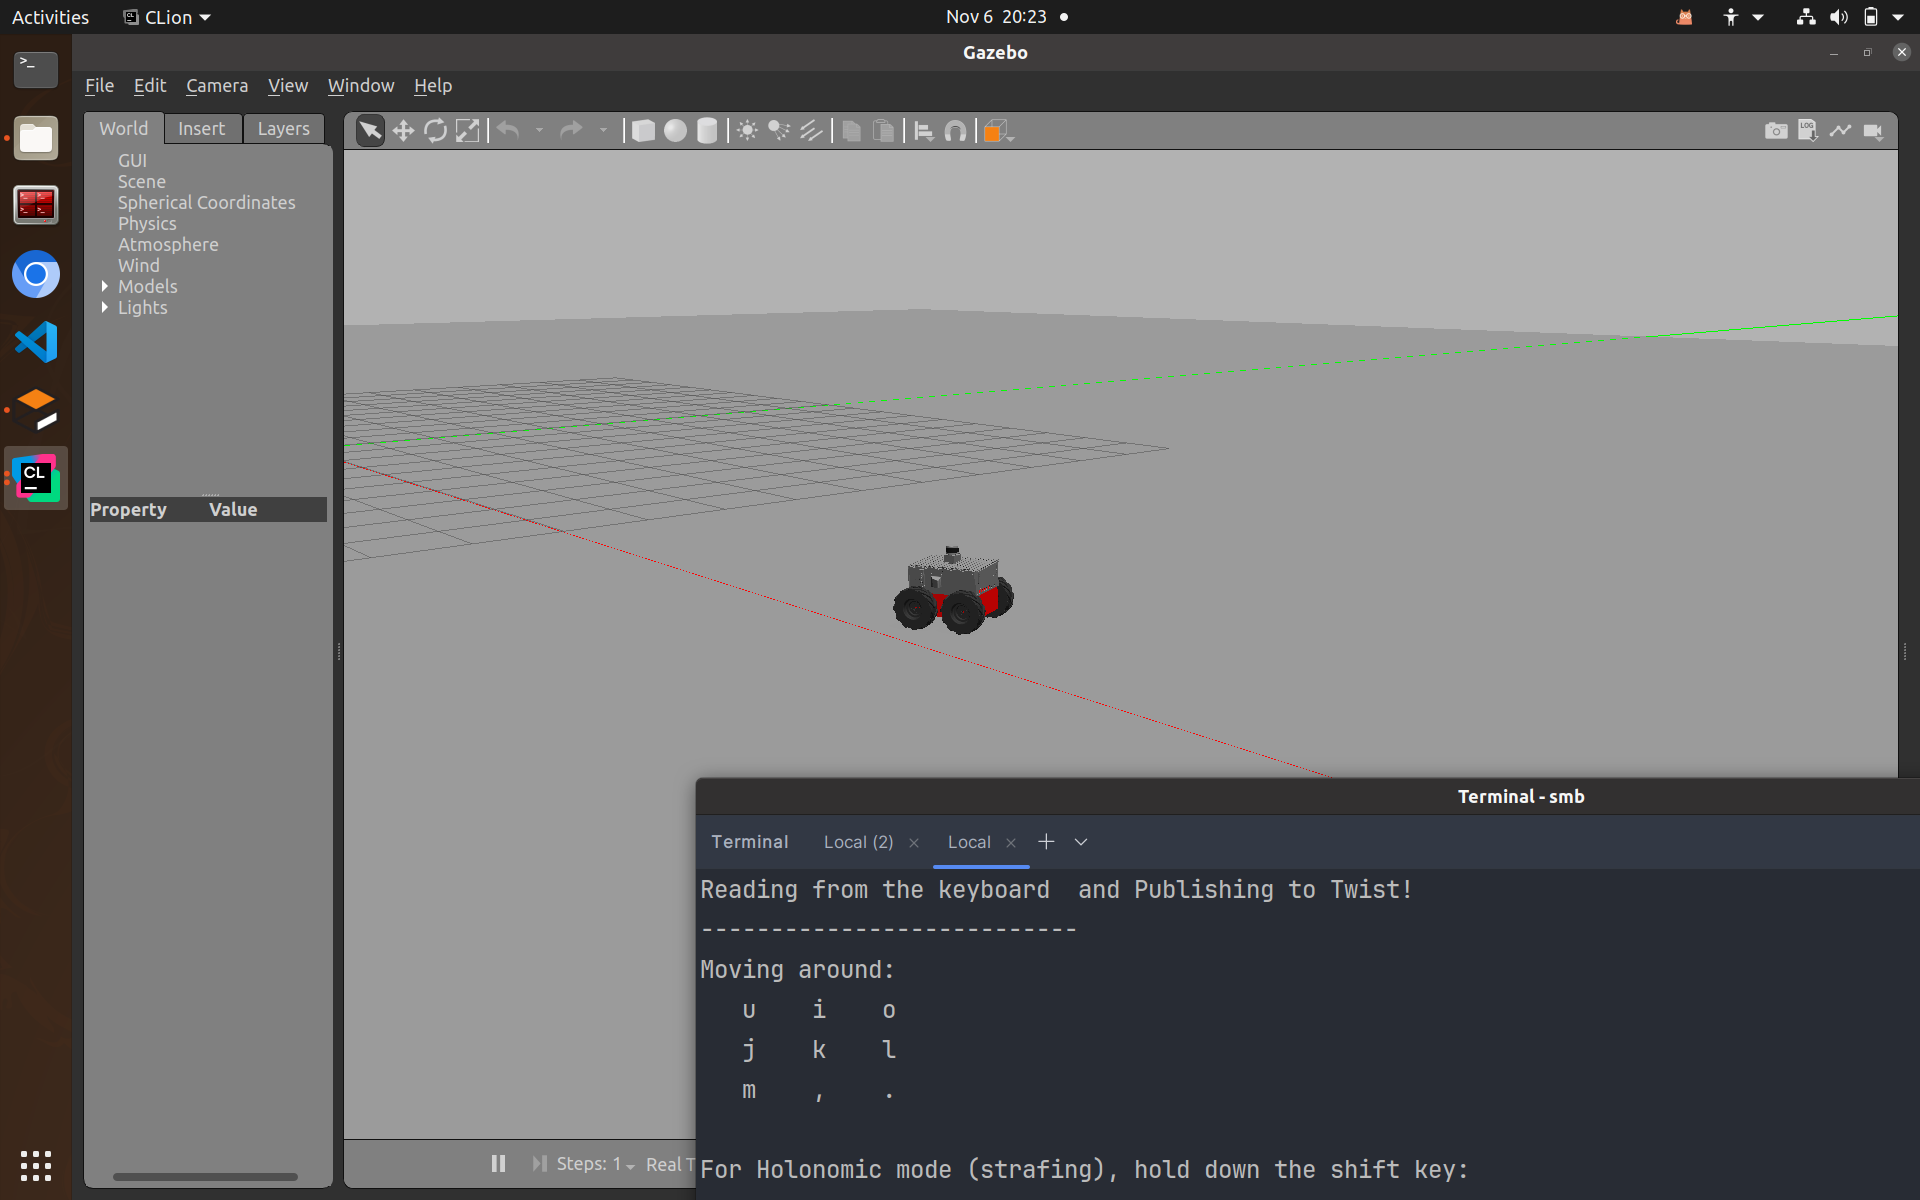 Activities CLion Nov 6 20:23
Gazebo
File Edit Camera View Window Help
World Insert Layers
GUI
Scene
Spherical Coordinates
Physics
Atmosphere
Wind
Models
Lights
Property Value
LOG
CL
Steps: 1 Real T
Terminal - smb
Terminal Local (2) × Local × +
Reading from the keyboard  and Publishing to Twist!
---------------------------
Moving around:
   u    i    o
   j    k    l
   m    ,    .
For Holonomic mode (strafing), hold down the shift key: